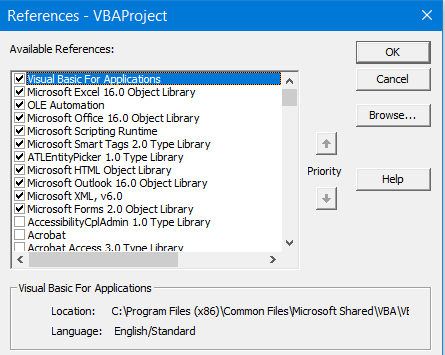 References - VBAProject
Available References:
OK
Visual Basic For Applications
Microsoft Excel 16.0 Object Library
OLE Automation
Microsoft Office 16.0 Object Library
Microsoft Scripting Runtime
Microsoft Smart Tags 2.0 Type Library
ATLEntityPicker 1.0 Type Library
Microsoft HTML Object Library
Microsoft Outlook 16.0 Object Library
Microsoft XML, v6.0
Microsoft Forms 2.0 Object Library
AccessibilityCplAdmin 1.0 Type Library
Acrobat
Acrobat Access 3.0 Type Library
Cancel
Browse...
Priority
Help
Visual Basic For Applications
Location: C:\Program Files (x86)\Common Files\Microsoft Shared\VBA\VE
Language: English/Standard